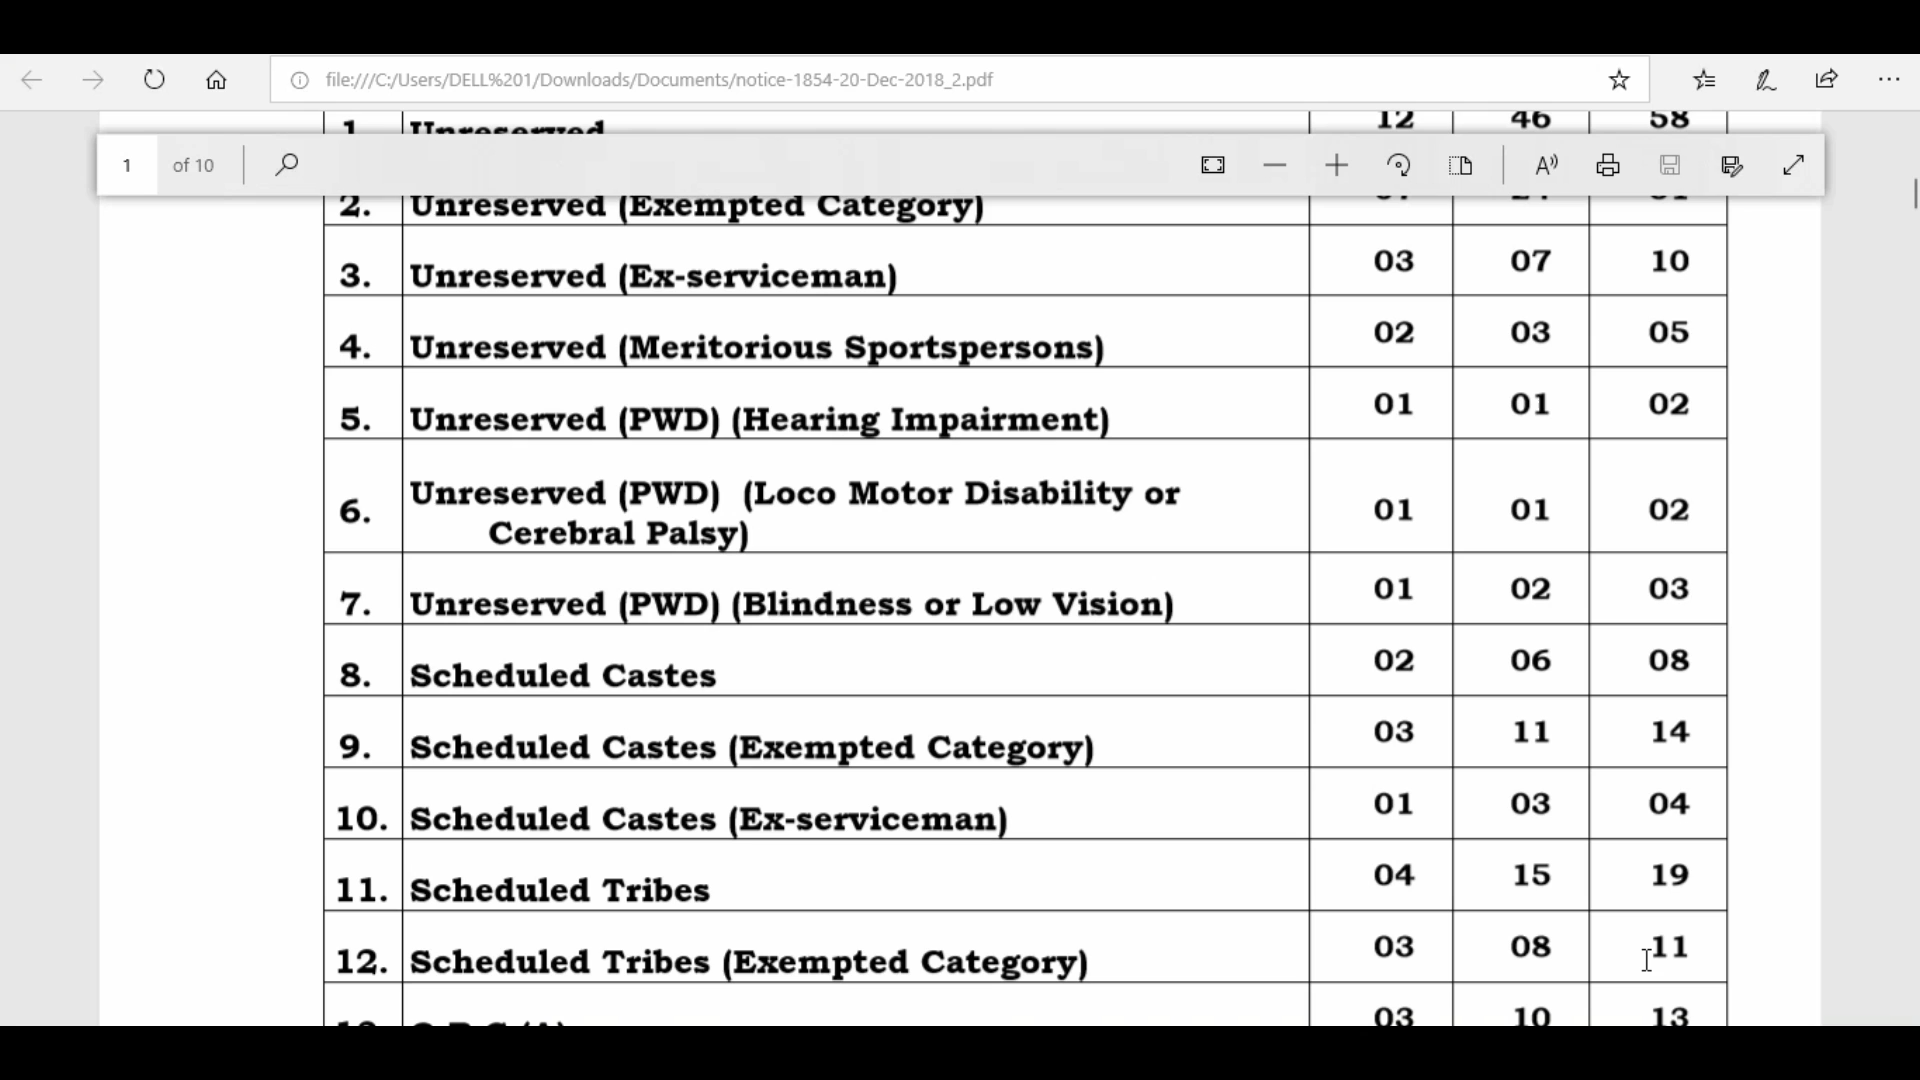 file:///C:/Users/DELL%201/Downloads/Documents/notice-1854-20-Dec-2018_2.pdf
1. Unreserved 12 46 58
1 of 10
2. Unreserved (Exempted Category)
3. Unreserved (Ex-serviceman) 03 07 10
4. Unreserved (Meritorious Sportspersons) 02 03 05
5. Unreserved (PWD) (Hearing Impairment) 01 01 02
6. Unreserved (PWD) (Loco Motor Disability or
Cerebral Palsy) 01 01 02
7. Unreserved (PWD) (Blindness or Low Vision) 01 02 03
8. Scheduled Castes 02 06 08
9. Scheduled Castes (Exempted Category) 03 11 14
10. Scheduled Castes (Ex-serviceman) 01 03 04
11. Scheduled Tribes 04 15 19
12. Scheduled Tribes (Exempted Category) 03 08 11
03 10 13